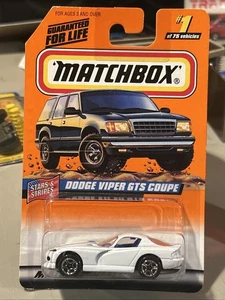 FOR AGES 3 AND OVER
GUARANTEED
FOR LIFE
#1
of 75 vehicles
MATCHBOX
®
STARS &
STRIPES
DODGE VIPER GTS COUPE